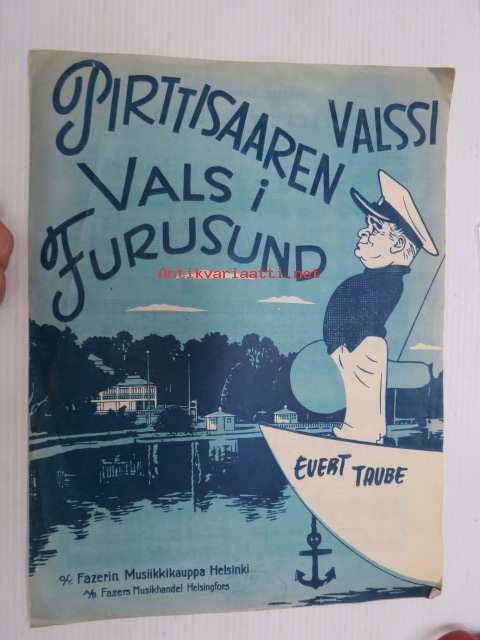 PIRTTISAAREN VALSSI
VALS i
FURUSUND
Antikvariaatti.net
EVERT TAUBE
O/Y. Fazerin Musiikkikauppa Helsinki
A/B. Fazers Musikhandel Helsingfors